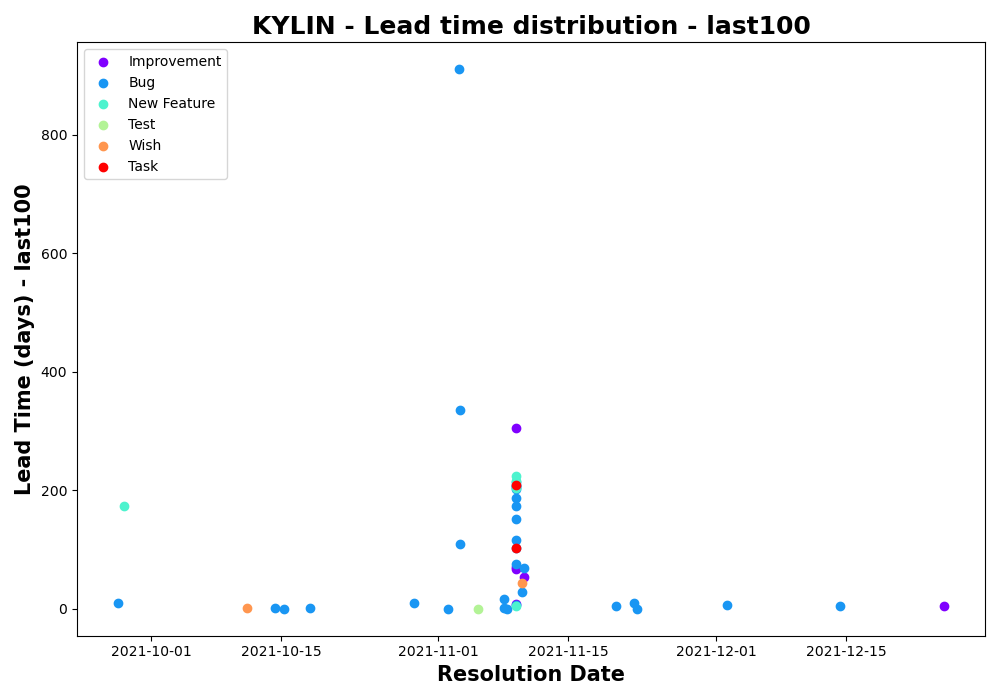 KYLIN - Lead time distribution - last100
Improvement
Bug
New Feature
Test
Wish
Task
Lead Time (days) - last100
800
600
400
200
0
2021-10-01
2021-10-15
2021-11-01
2021-11-15
2021-12-01
2021-12-15
Resolution Date